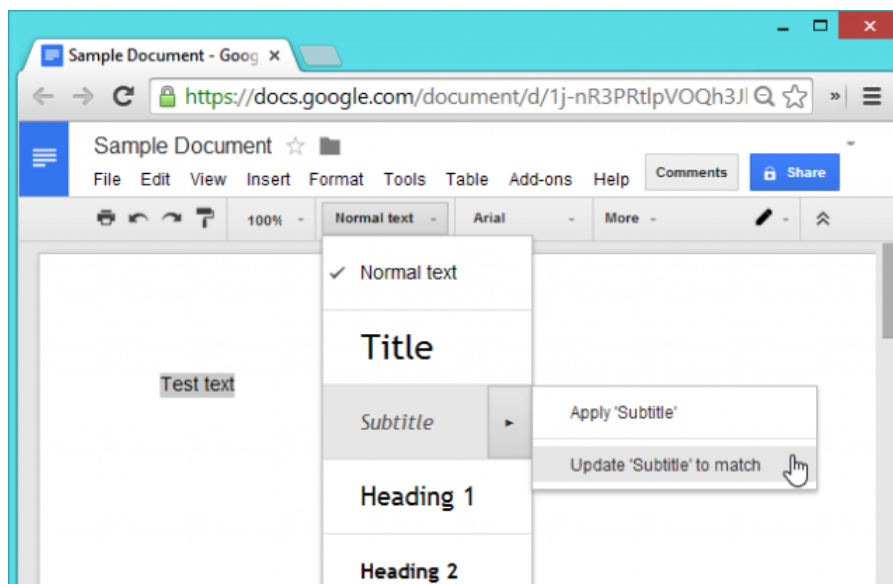 Sample Document - Goog
https://docs.google.com/document/d/1j-nR3PRtlpVOQh3Jl
Sample Document
File Edit View Insert Format Tools Table Add-ons Help Comments Share
100% Normal text Arial More
Normal text
Title
Test text
Subtitle
Apply 'Subtitle'
Update 'Subtitle' to match
Heading 1
Heading 2